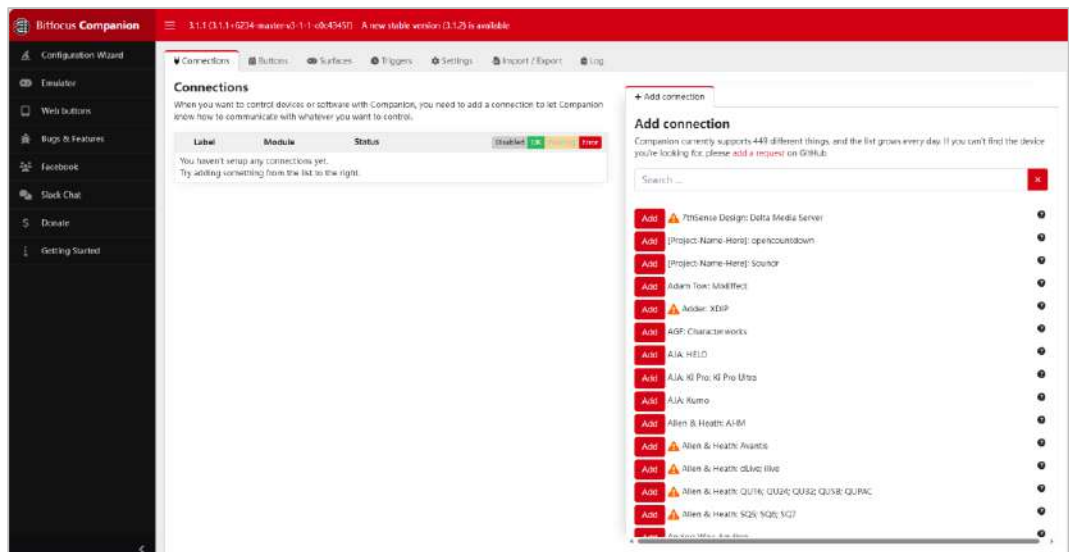 Bitfocus Companion
3.1.1 (3.1.1+6234-master-v3-1-1-c0c4345f) A new stable version (3.1.2) is available
Configuration Wizard
Emulator
Web buttons
Bugs & Features
Facebook
Slack Chat
Donate
Getting Started
Connections Buttons Surfaces Triggers Settings Import / Export Log
Connections
When you want to control devices or software with Companion, you need to add a connection to let Companion
know how to communicate with whatever you want to control.
Label Module Status Disabled OK Warning Error
You haven't setup any connections yet.
Try adding something from the list to the right.
+ Add connection
Add connection
Companion currently supports 449 different things, and the list grows every day. If you can't find the device
you're looking for, please add a request on GitHub
Search ...
Add 7thSense Design: Delta Media Server
Add [Project-Name-Here]: opencountdown
Add [Project-Name-Here]: Soundr
Add Adam Tow: MixEffect
Add Adder: XDIP
Add AGF: Characterworks
Add AJA: HELO
Add AJA: Ki Pro; Ki Pro Ultra
Add AJA: Kumo
Add Allen & Heath: AHM
Add Allen & Heath: Avantis
Add Allen & Heath: dLive; iLive
Add Allen & Heath: QU16; QU24; QU32; QUSB; QUPAC
Add Allen & Heath: SQ5; SQ6; SQ7